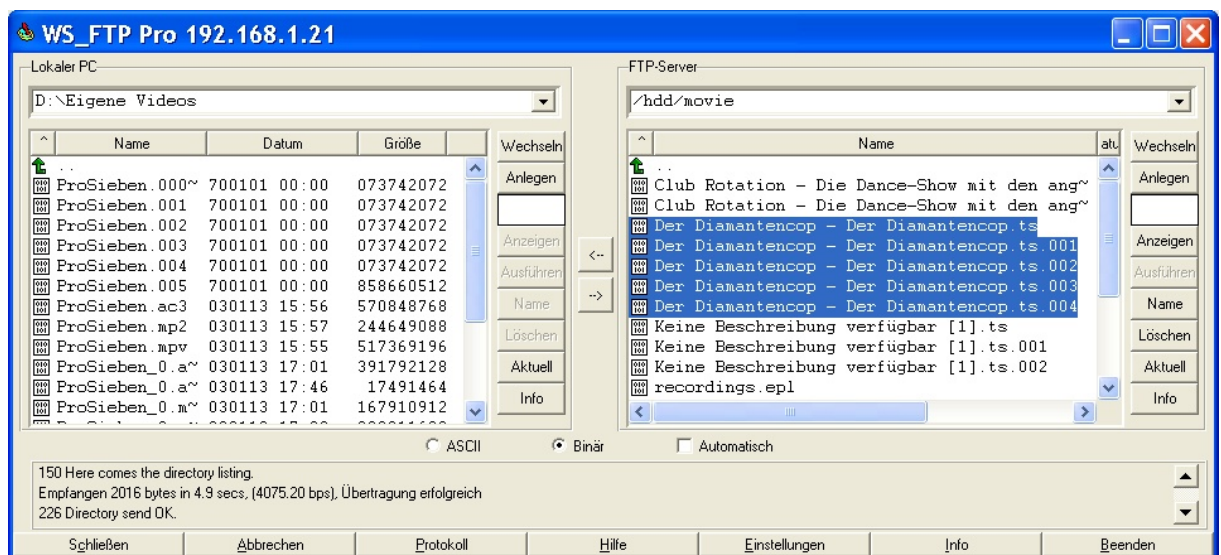 WS_FTP Pro 192.168.1.21
Lokaler PC
D:\Eigene Videos
^ Name Datum Größe
..
ProSieben.000~ 700101 00:00 073742072
ProSieben.001 700101 00:00 073742072
ProSieben.002 700101 00:00 073742072
ProSieben.003 700101 00:00 073742072
ProSieben.004 700101 00:00 073742072
ProSieben.005 700101 00:00 858660512
ProSieben.ac3 030113 15:56 570848768
ProSieben.mp2 030113 15:57 244649088
ProSieben.mpv 030113 15:55 517369196
ProSieben_0.a~ 030113 17:01 391792128
ProSieben_0.a~ 030113 17:46 17491464
ProSieben_0.m~ 030113 17:01 167910912
Wechseln
Anlegen
Anzeigen
Ausführen
Name
Löschen
Aktuell
Info
<--
-->
FTP-Server
/hdd/movie
^ Name atu
..
Club Rotation - Die Dance-Show mit den ang~
Club Rotation - Die Dance-Show mit den ang~
Der Diamantencop - Der Diamantencop.ts
Der Diamantencop - Der Diamantencop.ts.001
Der Diamantencop - Der Diamantencop.ts.002
Der Diamantencop - Der Diamantencop.ts.003
Der Diamantencop - Der Diamantencop.ts.004
Keine Beschreibung verfügbar [1].ts
Keine Beschreibung verfügbar [1].ts.001
Keine Beschreibung verfügbar [1].ts.002
recordings.epl
Wechseln
Anlegen
Anzeigen
Ausführen
Name
Löschen
Aktuell
Info
ASCII Binär Automatisch
150 Here comes the directory listing.
Empfangen 2016 bytes in 4.9 secs, (4075.20 bps), Übertragung erfolgreich
226 Directory send OK.
Schließen Abbrechen Protokoll Hilfe Einstellungen Info Beenden